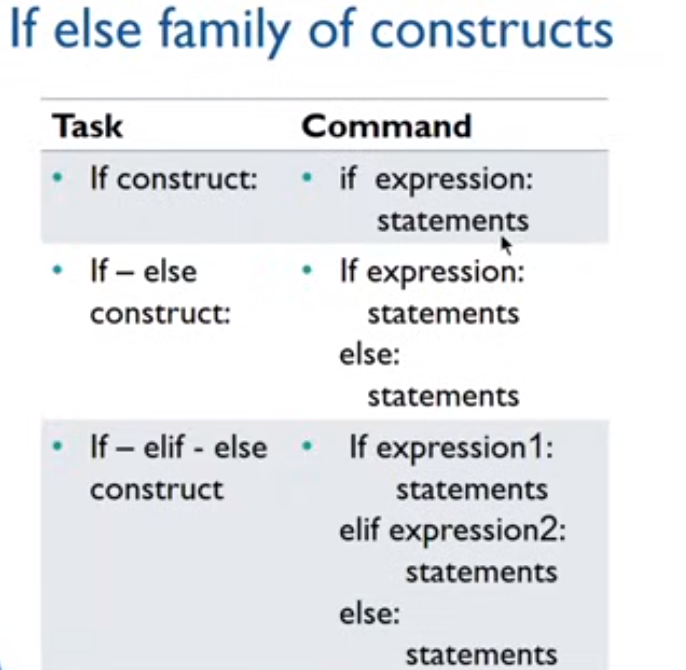 If else family of constructs
Task Command
• If construct: • if expression:
statements
• If – else • If expression:
construct: statements
else:
statements
• If – elif - else • If expression1:
construct statements
elif expression2:
statements
else:
statements